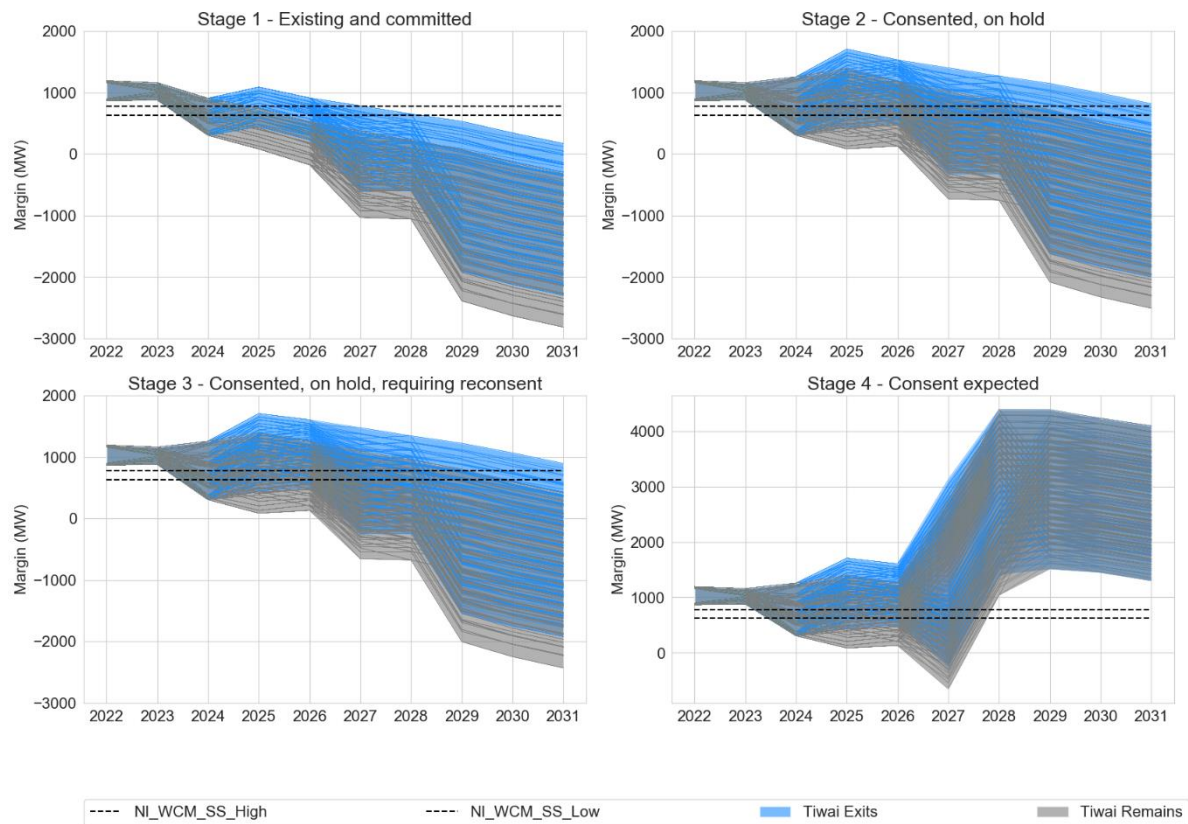 Stage 1 - Existing and committed
Margin (MW)
2000
1000
0
−1000
−2000
−3000
2022 2023 2024 2025 2026 2027 2028 2029 2030 2031
Stage 2 - Consented, on hold
Margin (MW)
2000
1000
0
−1000
−2000
−3000
2022 2023 2024 2025 2026 2027 2028 2029 2030 2031
Stage 3 - Consented, on hold, requiring reconsent
Margin (MW)
2000
1000
0
−1000
−2000
−3000
2022 2023 2024 2025 2026 2027 2028 2029 2030 2031
Stage 4 - Consent expected
Margin (MW)
4000
3000
2000
1000
0
2022 2023 2024 2025 2026 2027 2028 2029 2030 2031
NI_WCM_SS_High NI_WCM_SS_Low Tiwai Exits Tiwai Remains